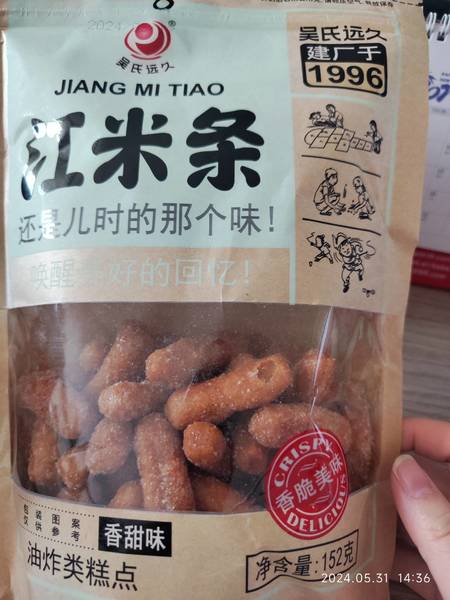 2024
吴氏远久
®
吴氏远久
建厂于
1996
JIANG MI TIAO
江米条
还是儿时的那个味!
唤醒美好的回忆!
CRISPY
香脆美味
DELICIOUS
包装图案
仅供参考
香甜味
油炸类糕点
净含量:152克
2024.05.31 14:36